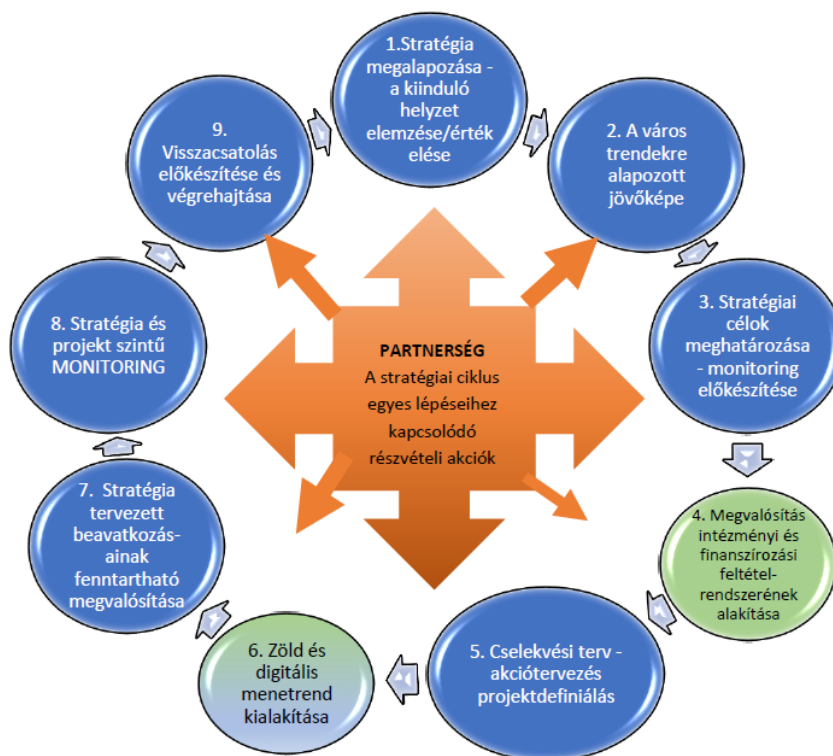 1.Stratégia
megalapozása -
a kiinduló
helyzet
elemzése/érték
elése
2. A város
trendekre
alapozott
jövőképe
3. Stratégiai
célok
meghatározása
- monitoring
előkészítése
4. Megvalósítás
intézményi és
finanszírozási
feltétel-
rendszerének
alakítása
5. Cselekvési terv -
akciótervezés
projektdefiniálás
6. Zöld és
digitális
menetrend
kialakítása
7. Stratégia
tervezett
beavatkozás-
ainak
fenntartható
megvalósítása
8. Stratégia és
projekt szintű
MONITORING
9.
Visszacsatolás
előkészítése és
végrehajtása
PARTNERSÉG
A stratégiai ciklus
egyes lépéseihez
kapcsolódó
részvételi akciók